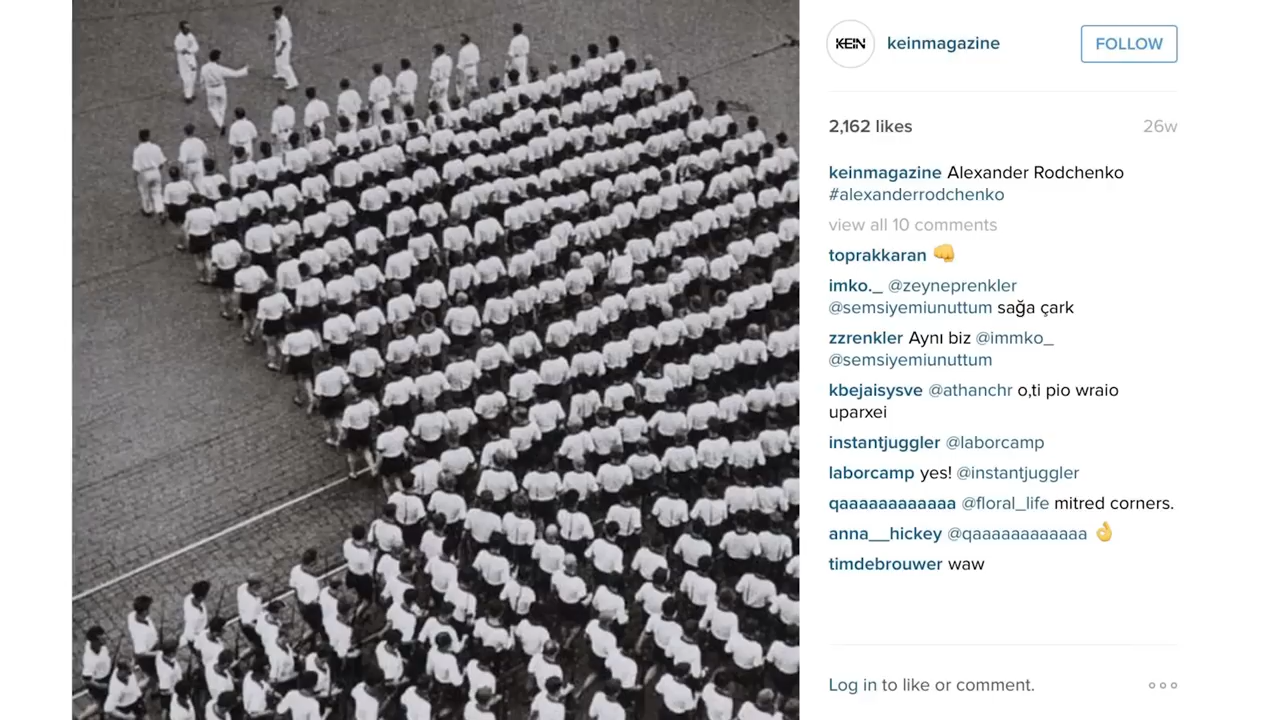 KEIN
keinmagazine
FOLLOW
2,162 likes
26w
keinmagazine Alexander Rodchenko
#alexanderrodchenko
view all 10 comments
toprakkaran 👊
imko._ @zeyneprenkler
@semsiyemiunuttum sağa çark
zzrenkler Aynı biz @immko_
@semsiyemiunuttum
kbejaisysve @athanchr o,ti pio wraio
uparxei
instantjuggler @laborcamp
laborcamp yes! @instantjuggler
qaaaaaaaaaaaa @floral_life mitred corners.
anna__hickey @qaaaaaaaaaaaa 👌
timdebrouwer waw
Log in to like or comment.